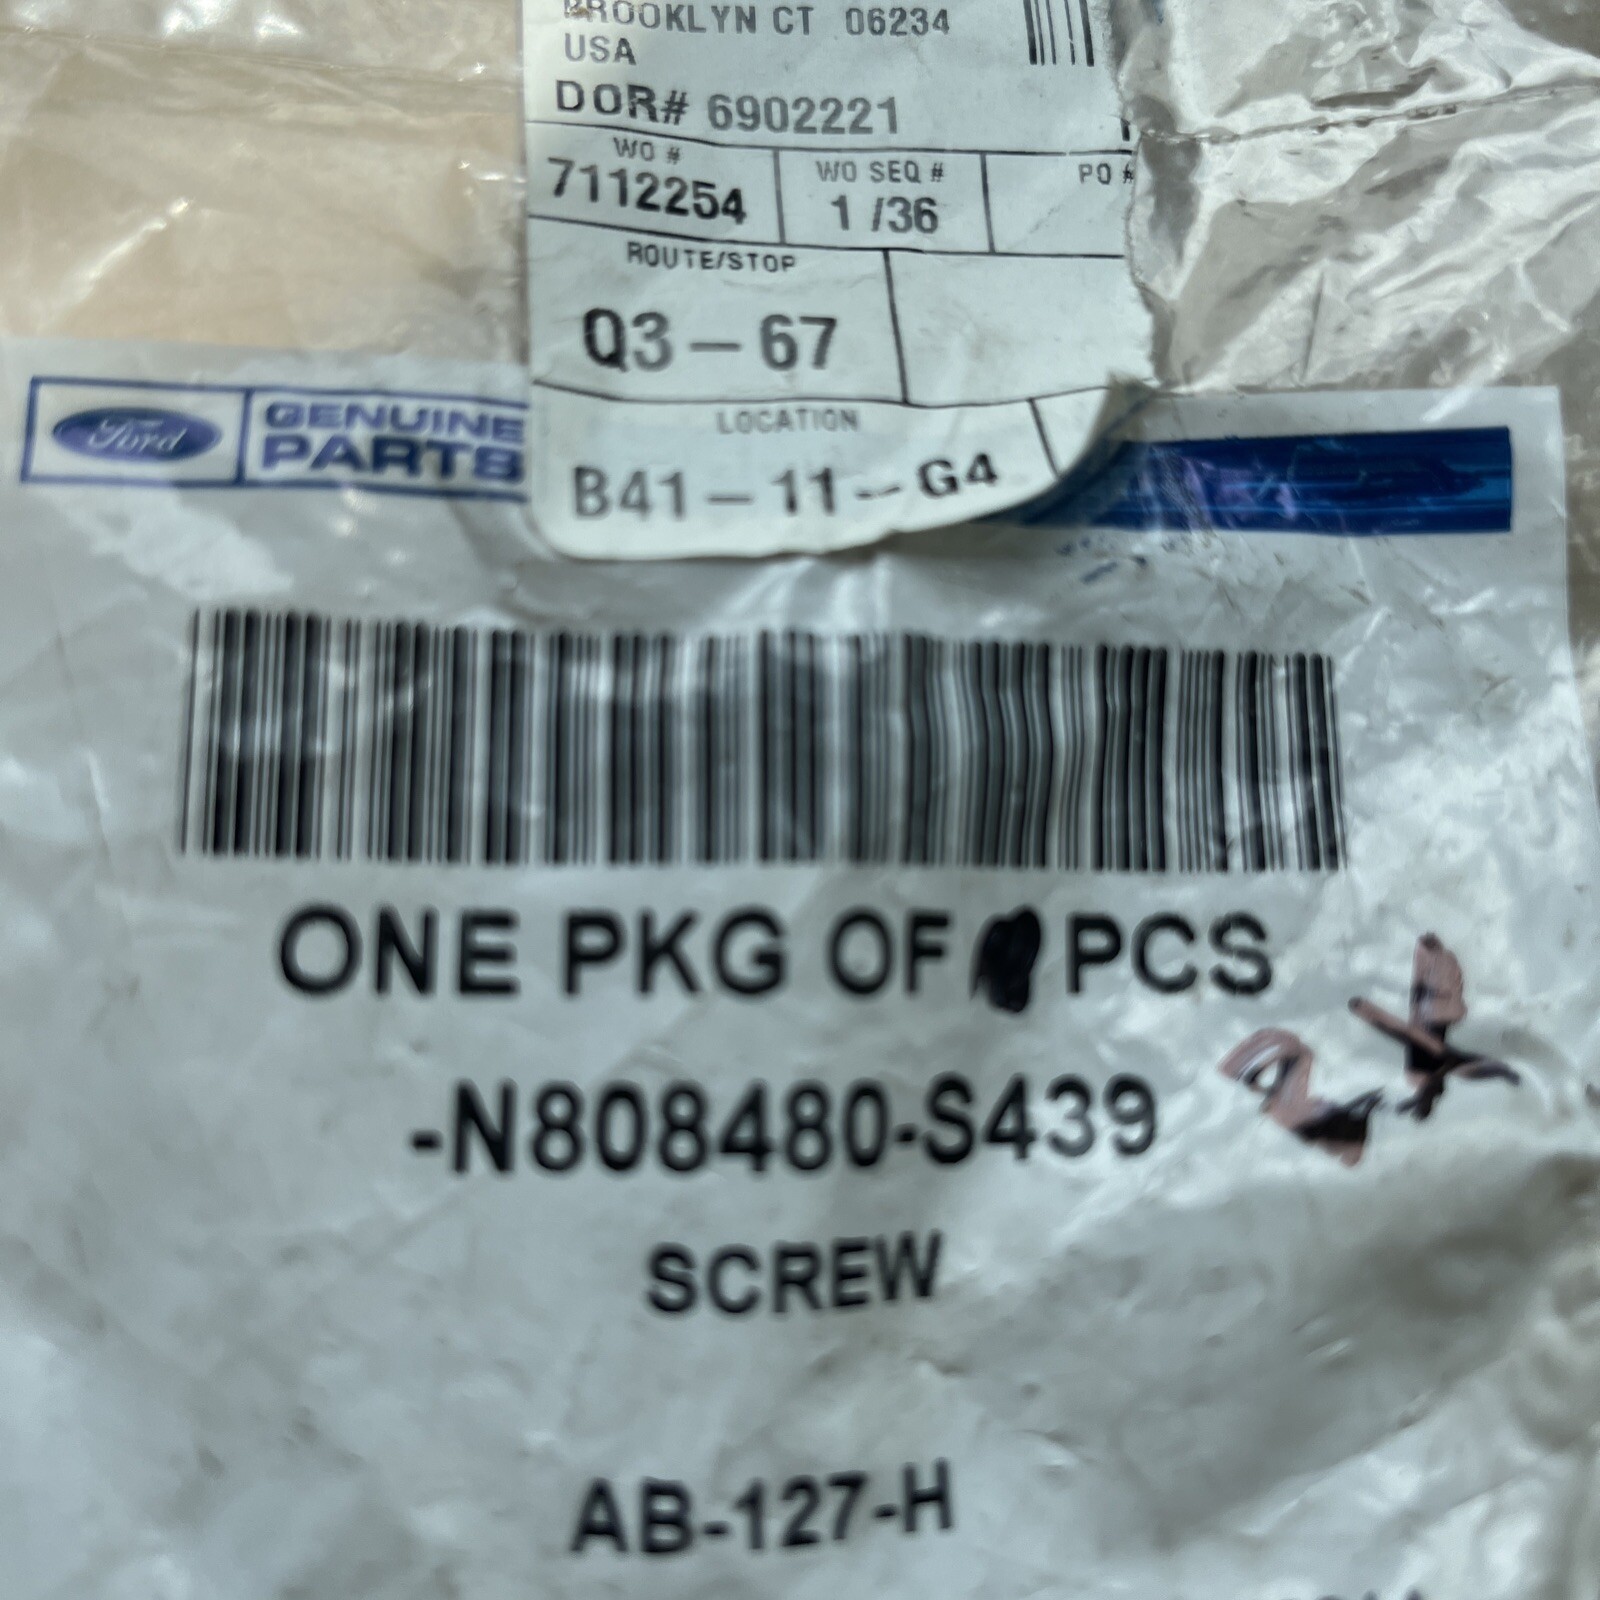 BROOKLYN CT 06234
USA
DOR# 6902221
WO #
7112254
WO SEQ #
1 /36
PO #
ROUTE/STOP
Q3-67
LOCATION
B41-11-G4
Ford
GENUINE
PARTS
ONE PKG OF PCS
-N808480-S439
SCREW
AB-127-H